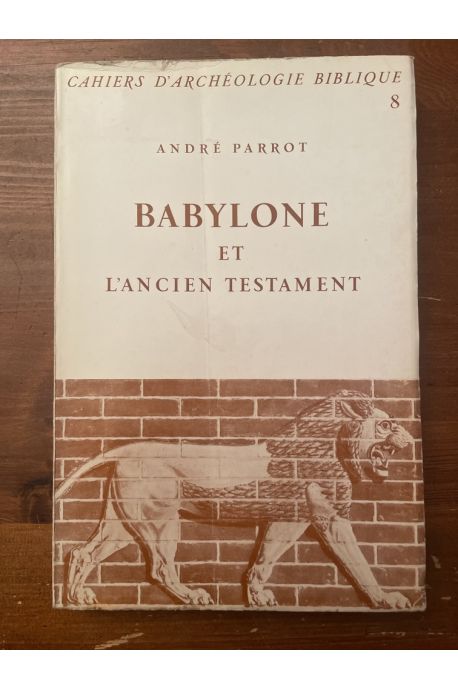 CAHIERS D'ARCHÉOLOGIE BIBLIQUE
8
ANDRÉ PARROT
BABYLONE
ET
L'ANCIEN TESTAMENT